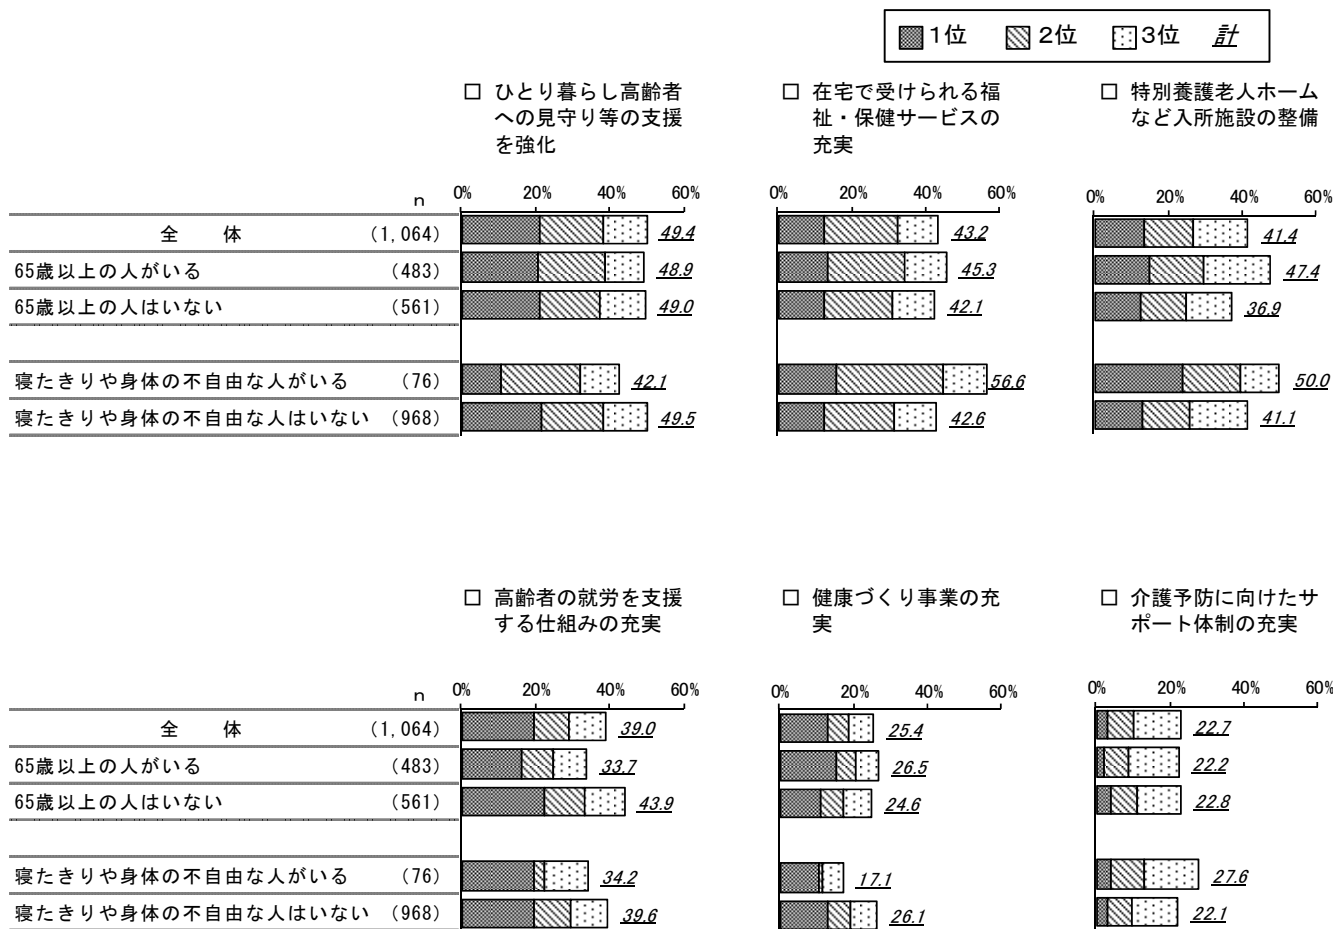 1位 2位 3位 計
□ ひとり暮らし高齢者
への見守り等の支援
を強化
□ 在宅で受けられる福
祉・保健サービスの
充実
□ 特別養護老人ホーム
など入所施設の整備
n 0% 20% 40% 60% 0% 20% 40% 60% 0% 20% 40% 60%
全 体 (1,064) 49.4 43.2 41.4
65歳以上の人がいる (483) 48.9 45.3 47.4
65歳以上の人はいない (561) 49.0 42.1 36.9
寝たきりや身体の不自由な人がいる (76) 42.1 56.6 50.0
寝たきりや身体の不自由な人はいない (968) 49.5 42.6 41.1
□ 高齢者の就労を支援
する仕組みの充実
□ 健康づくり事業の充
実
□ 介護予防に向けたサ
ポート体制の充実
n 0% 20% 40% 60% 0% 20% 40% 60% 0% 20% 40% 60%
全 体 (1,064) 39.0 25.4 22.7
65歳以上の人がいる (483) 33.7 26.5 22.2
65歳以上の人はいない (561) 43.9 24.6 22.8
寝たきりや身体の不自由な人がいる (76) 34.2 17.1 27.6
寝たきりや身体の不自由な人はいない (968) 39.6 26.1 22.1